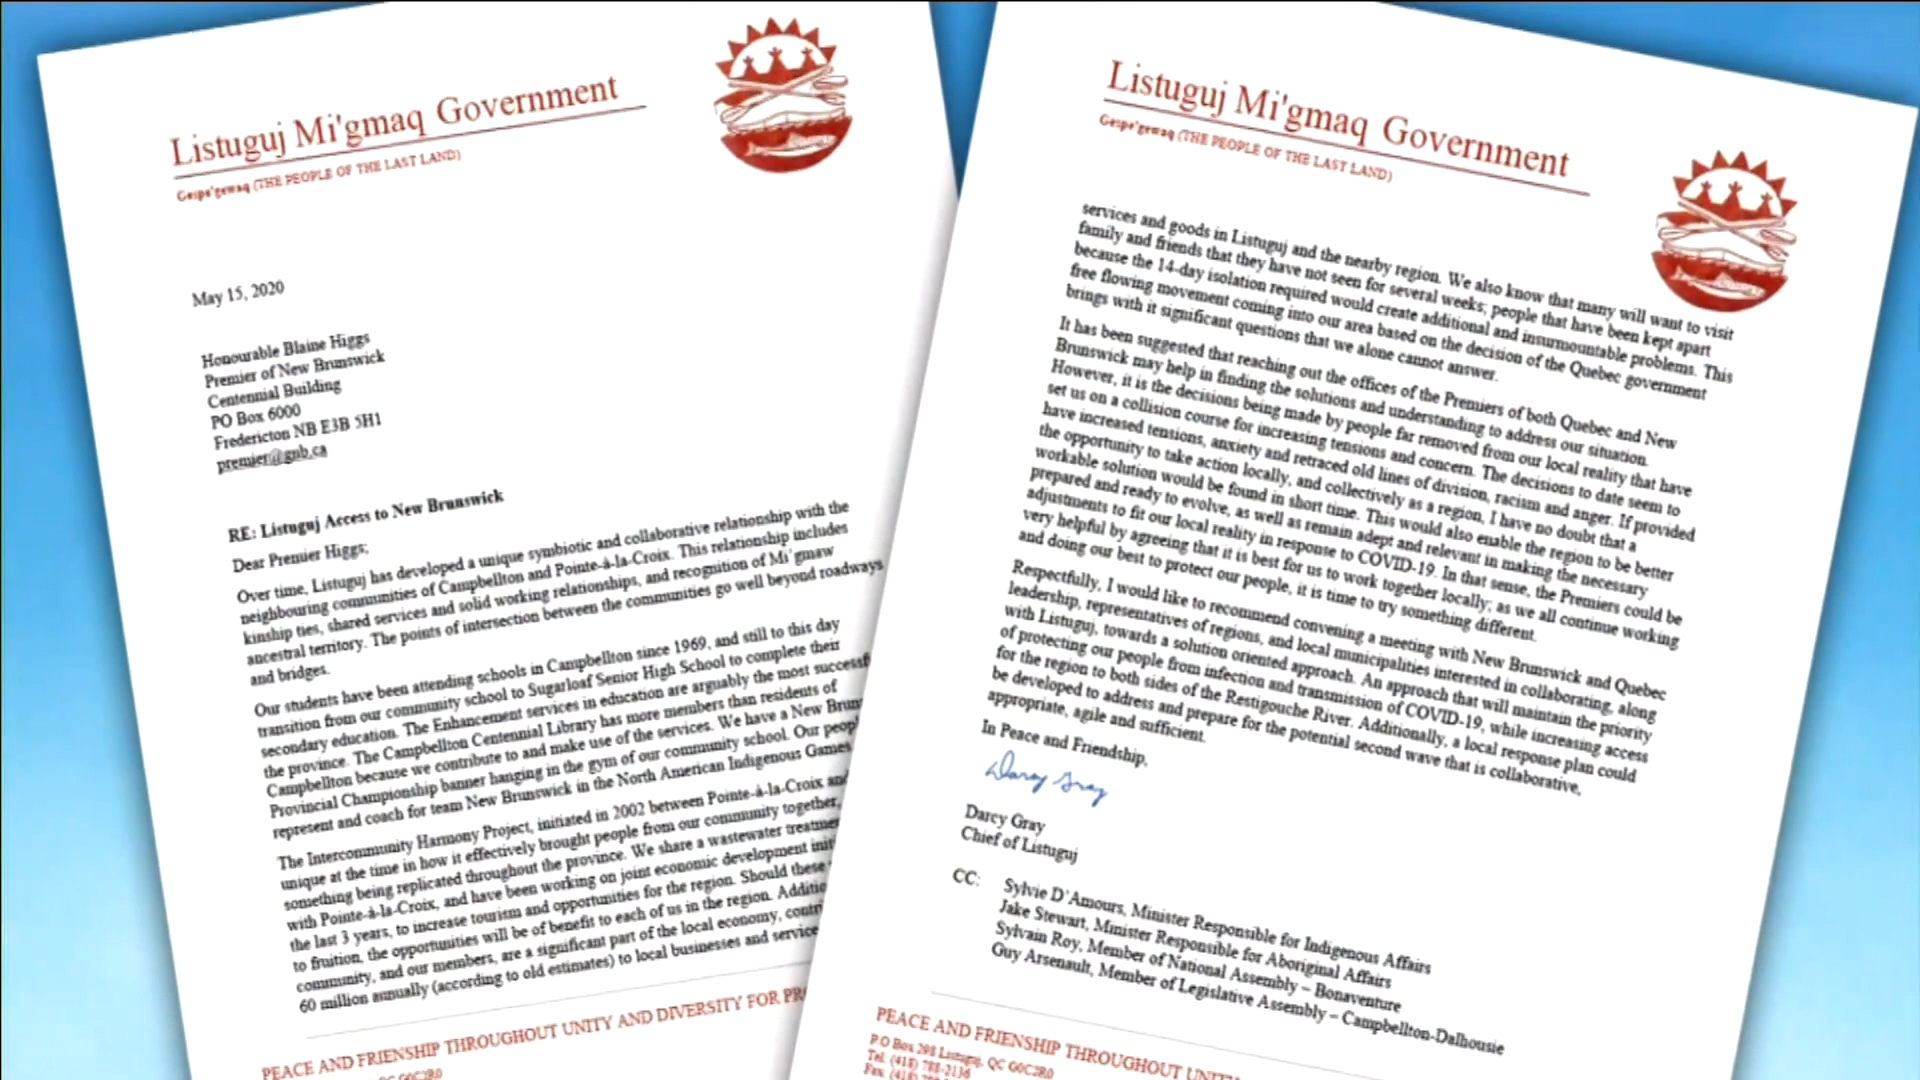 Listuguj Mi'gmaq Government
Gespe'gewaq (THE PEOPLE OF THE LAST LAND)
May 15, 2020
Honourable Blaine Higgs
Premier of New Brunswick
Centennial Building
PO Box 6000
Fredericton NB E3B 5H1
premier@gnb.ca
RE: Listuguj Access to New Brunswick
Dear Premier Higgs;
Over time, Listuguj has developed a unique symbiotic and collaborative relationship with the
neighbouring communities of Campbellton and Pointe-à-la-Croix. This relationship includes
kinship ties, shared services and solid working relationships, and recognition of Mi'gmaw
ancestral territory. The points of intersection between the communities go well beyond roadways
and bridges.
Our students have been attending schools in Campbellton since 1969, and still to this day
transition from our community school to Sugarloaf Senior High School to complete their
secondary education. The Enhancement services in education are arguably the most successf
the province. The Campbellton Centennial Library has more members than residents of
Campbellton because we contribute to and make use of the services. We have a New Bruns
Provincial Championship banner hanging in the gym of our community school. Our peopl
represent and coach for team New Brunswick in the North American Indigenous Games.
The Intercommunity Harmony Project, initiated in 2002 between Pointe-à-la-Croix and
unique at the time in how it effectively brought people from our community together,
something being replicated throughout the province. We share a wastewater treatmen
with Pointe-à-la-Croix, and have been working on joint economic development initi
the last 3 years, to increase tourism and opportunities for the region. Should these
to fruition, the opportunities will be of benefit to each of us in the region. Additio
community, and our members, are a significant part of the local economy, contri
60 million annually (according to old estimates) to local businesses and service
PEACE AND FRIENSHIP THROUGHOUT UNITY AND DIVERSITY FOR PR
QC G0C2R0
Listuguj Mi'gmaq Government
Gespe'gewaq (THE PEOPLE OF THE LAST LAND)
services and goods in Listuguj and the nearby region. We also know that many will want to visit
family and friends that they have not seen for several weeks; people that have been kept apart
because the 14-day isolation required would create additional and insurmountable problems. This
free flowing movement coming into our area based on the decision of the Quebec government
brings with it significant questions that we alone cannot answer.
It has been suggested that reaching out the offices of the Premiers of both Quebec and New
Brunswick may help in finding the solutions and understanding to address our situation.
However, it is the decisions being made by people far removed from our local reality that have
set us on a collision course for increasing tensions and concern. The decisions to date seem to
have increased tensions, anxiety and retraced old lines of division, racism and anger. If provided
the opportunity to take action locally, and collectively as a region, I have no doubt that a
workable solution would be found in short time. This would also enable the region to be better
prepared and ready to evolve, as well as remain adept and relevant in making the necessary
adjustments to fit our local reality in response to COVID-19. In that sense, the Premiers could be
very helpful by agreeing that it is best for us to work together locally; as we all continue working
and doing our best to protect our people, it is time to try something different.
Respectfully, I would like to recommend convening a meeting with New Brunswick and Quebec
leadership, representatives of regions, and local municipalities interested in collaborating, along
with Listuguj, towards a solution oriented approach. An approach that will maintain the priority
of protecting our people from infection and transmission of COVID-19, while increasing access
for the region to both sides of the Restigouche River. Additionally, a local response plan could
be developed to address and prepare for the potential second wave that is collaborative,
appropriate, agile and sufficient.
In Peace and Friendship,
Darcy Gray
Darcy Gray
Chief of Listuguj
CC: Sylvie D'Amours, Minister Responsible for Indigenous Affairs
Jake Stewart, Minister Responsible for Aboriginal Affairs
Sylvain Roy, Member of National Assembly – Bonaventure
Guy Arsenault, Member of Legislative Assembly – Campbellton-Dalhousie
PEACE AND FRIENSHIP THROUGHOUT
P.O Box 298 Listuguj, QC G0C2R0
Tel. (418) 788-2136
Fax: (418)